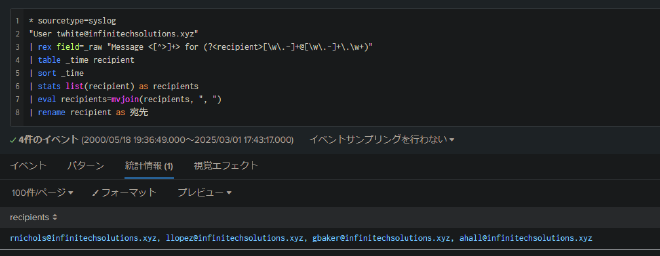 1 * sourcetype=syslog
2 "User twhite@infinitechsolutions.xyz"
3 | rex field=_raw "Message <[^>]+> for (?<recipient>[\w\.-]+@[\w\.-]+\.\w+)"
4 | table _time recipient
5 | sort _time
6 | stats list(recipient) as recipients
7 | eval recipients=mvjoin(recipients, ", ")
8 | rename recipient as 宛先
✓ 4件のイベント (2000/05/18 19:36:49.000～2025/03/01 17:43:17.000) イベントサンプリングを行わない ▾
イベント パターン 統計情報 (1) 視覚エフェクト
100件/ページ ▾ フォーマット プレビュー ▾
recipients
rnichols@infinitechsolutions.xyz, llopez@infinitechsolutions.xyz, gbaker@infinitechsolutions.xyz, ahall@infinitechsolutions.xyz